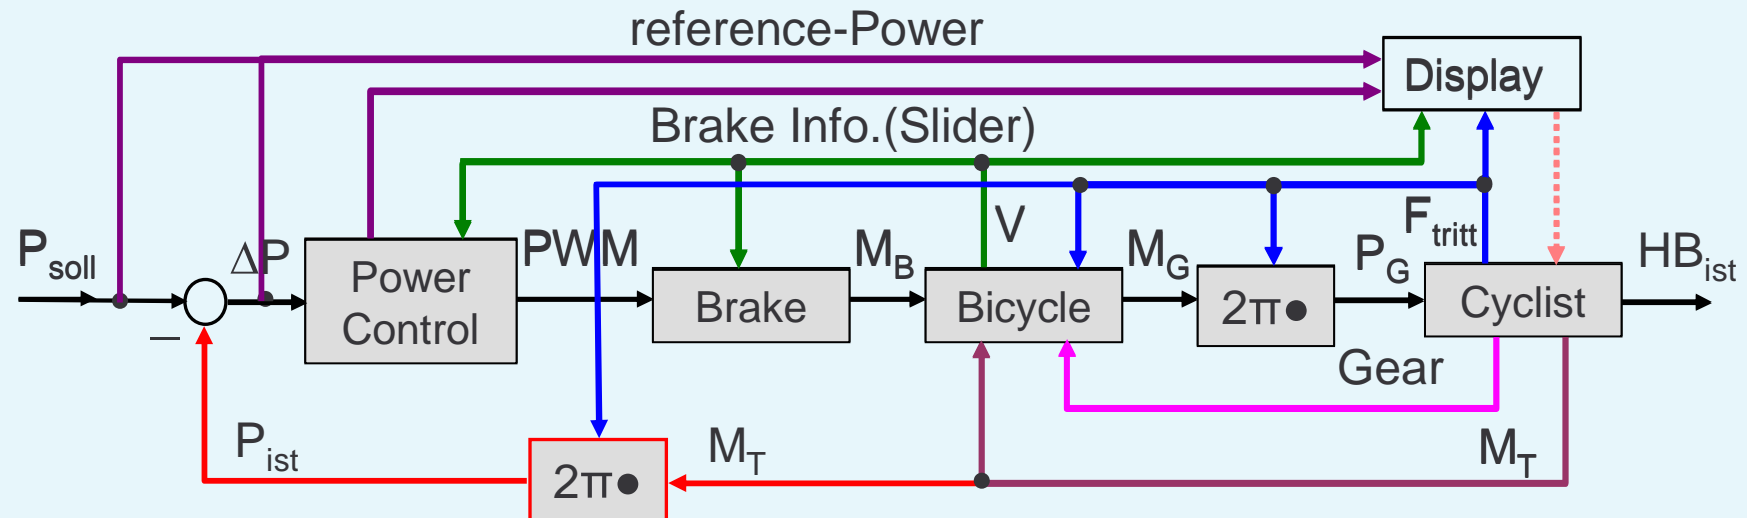 reference-Power
Display
Brake Info.(Slider)
P_soll
ΔP
PWM
M_B
V
M_G
P_G
F_tritt
HB_ist
Power
Control
Brake
Bicycle
2π●
Cyclist
–
Gear
P_ist
M_T
M_T
2π●